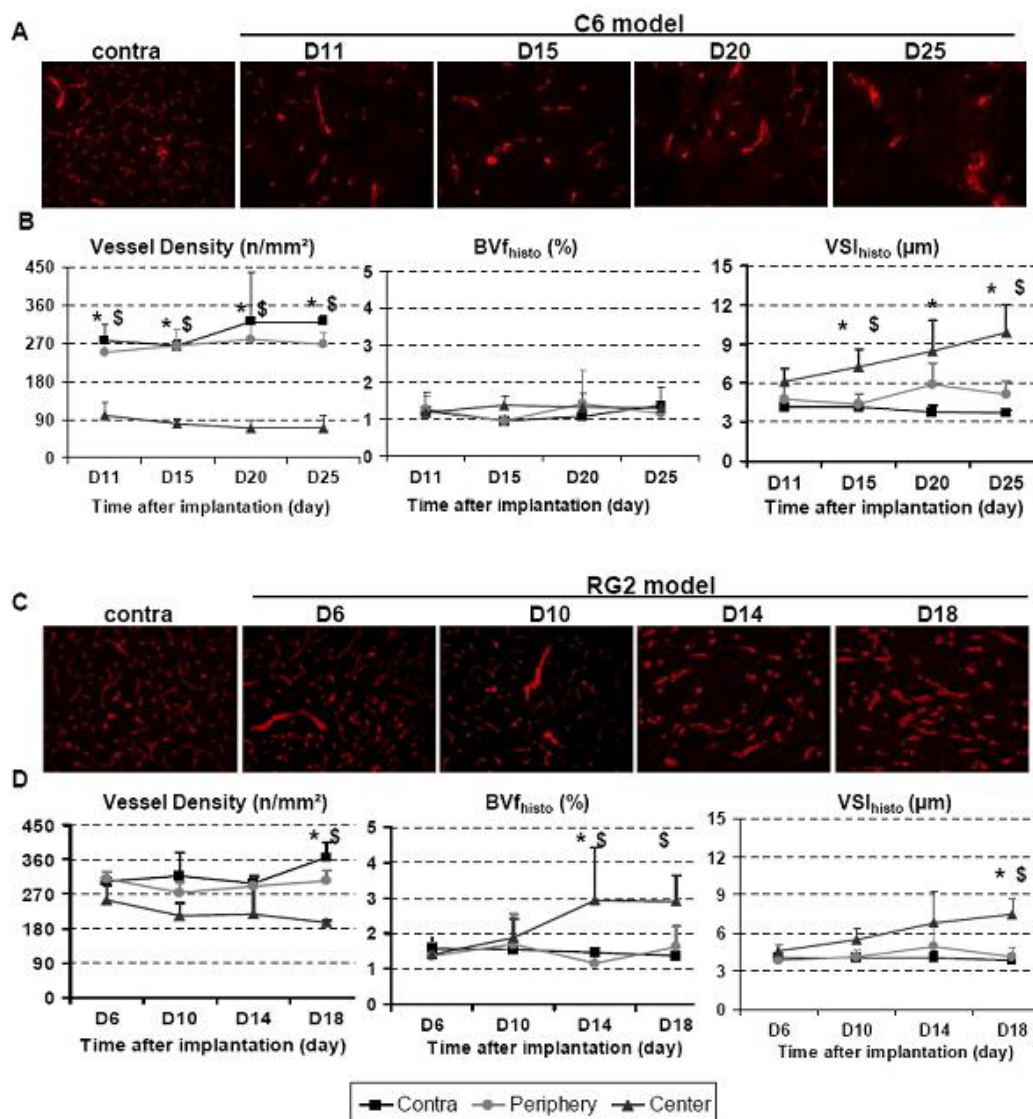 A
C6 model
contra D11 D15 D20 D25
B
Vessel Density (n/mm²)
450
360
270
180
90
0
* $ * $ * $ * $
D11 D15 D20 D25
Time after implantation (day)
BVfhisto (%)
5
4
3
2
1
0
D11 D15 D20 D25
Time after implantation (day)
VSIhisto (µm)
15
12
9
6
3
0
* $ * * $
D11 D15 D20 D25
Time after implantation (day)
C
RG2 model
contra D6 D10 D14 D18
D
Vessel Density (n/mm²)
450
360
270
180
90
0
* $
D6 D10 D14 D18
Time after implantation (day)
BVfhisto (%)
5
4
3
2
1
0
* $ $
D6 D10 D14 D18
Time after implantation (day)
VSIhisto (µm)
15
12
9
6
3
0
* $
D6 D10 D14 D18
Time after implantation (day)
Contra Periphery Center